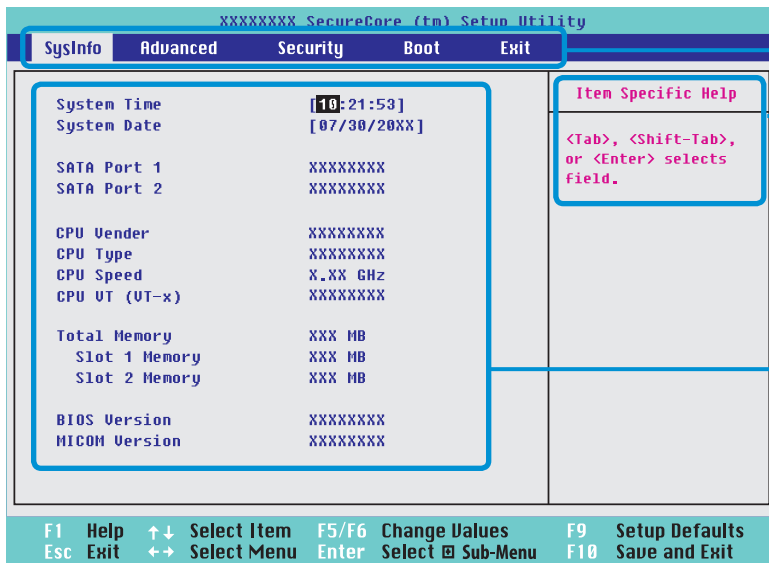 XXXXXXXX SecureCore (tm) Setup Utility
SysInfo Advanced Security Boot Exit
System Time [10:21:53]
System Date [07/30/20XX]
SATA Port 1 XXXXXXXX
SATA Port 2 XXXXXXXX
CPU Vender XXXXXXXX
CPU Type XXXXXXXX
CPU Speed X.XX GHz
CPU VT (VT-x) XXXXXXXX
Total Memory XXX MB
Slot 1 Memory XXX MB
Slot 2 Memory XXX MB
BIOS Version XXXXXXXX
MICOM Version XXXXXXXX
Item Specific Help
<Tab>, <Shift-Tab>,
or <Enter> selects
field.
F1 Help ↑↓ Select Item F5/F6 Change Values F9 Setup Defaults
Esc Exit ←→ Select Menu Enter Select ⊡ Sub-Menu F10 Save and Exit